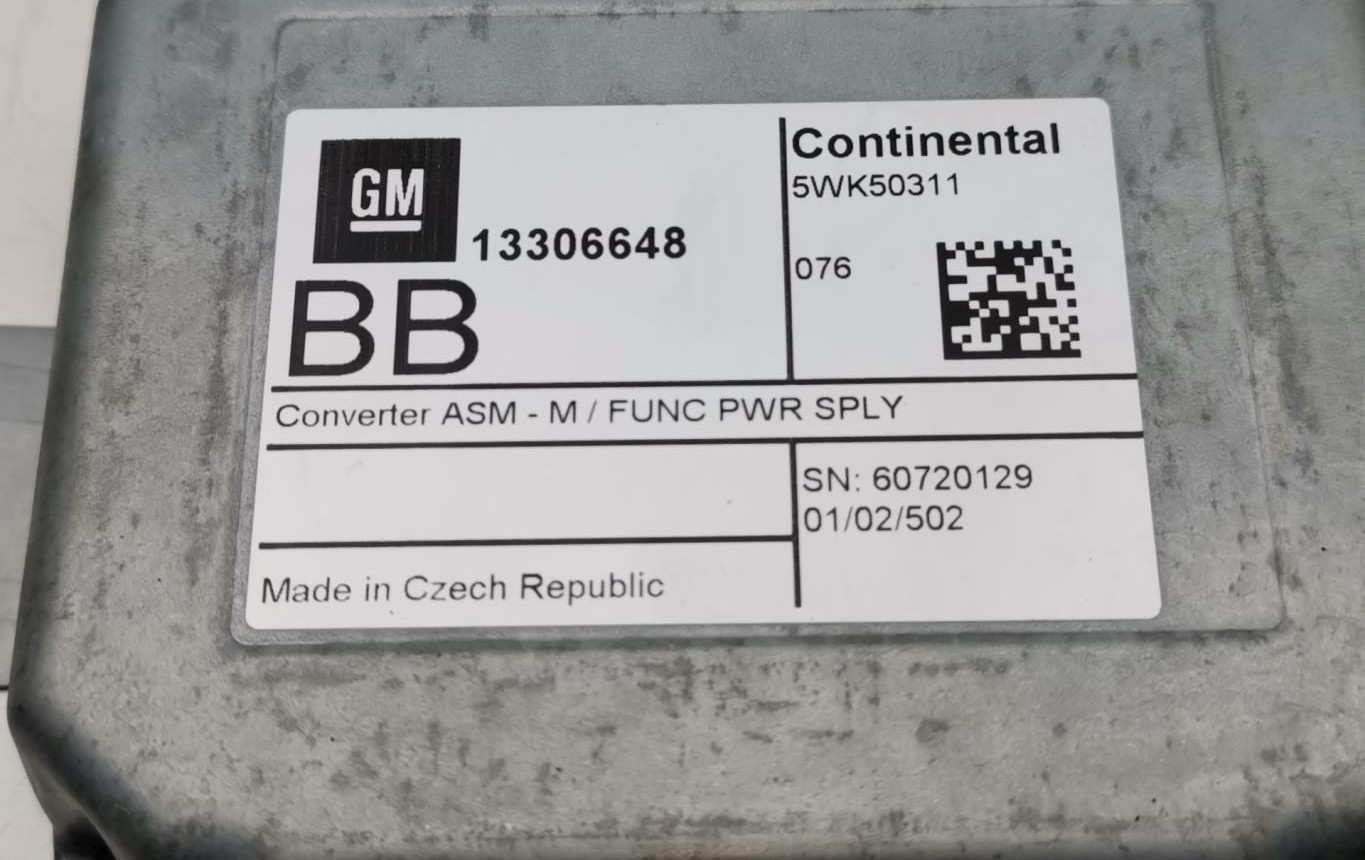 GM
13306648
BB
Continental
5WK50311
076
Converter ASM - M / FUNC PWR SPLY
SN: 60720129
01/02/502
Made in Czech Republic